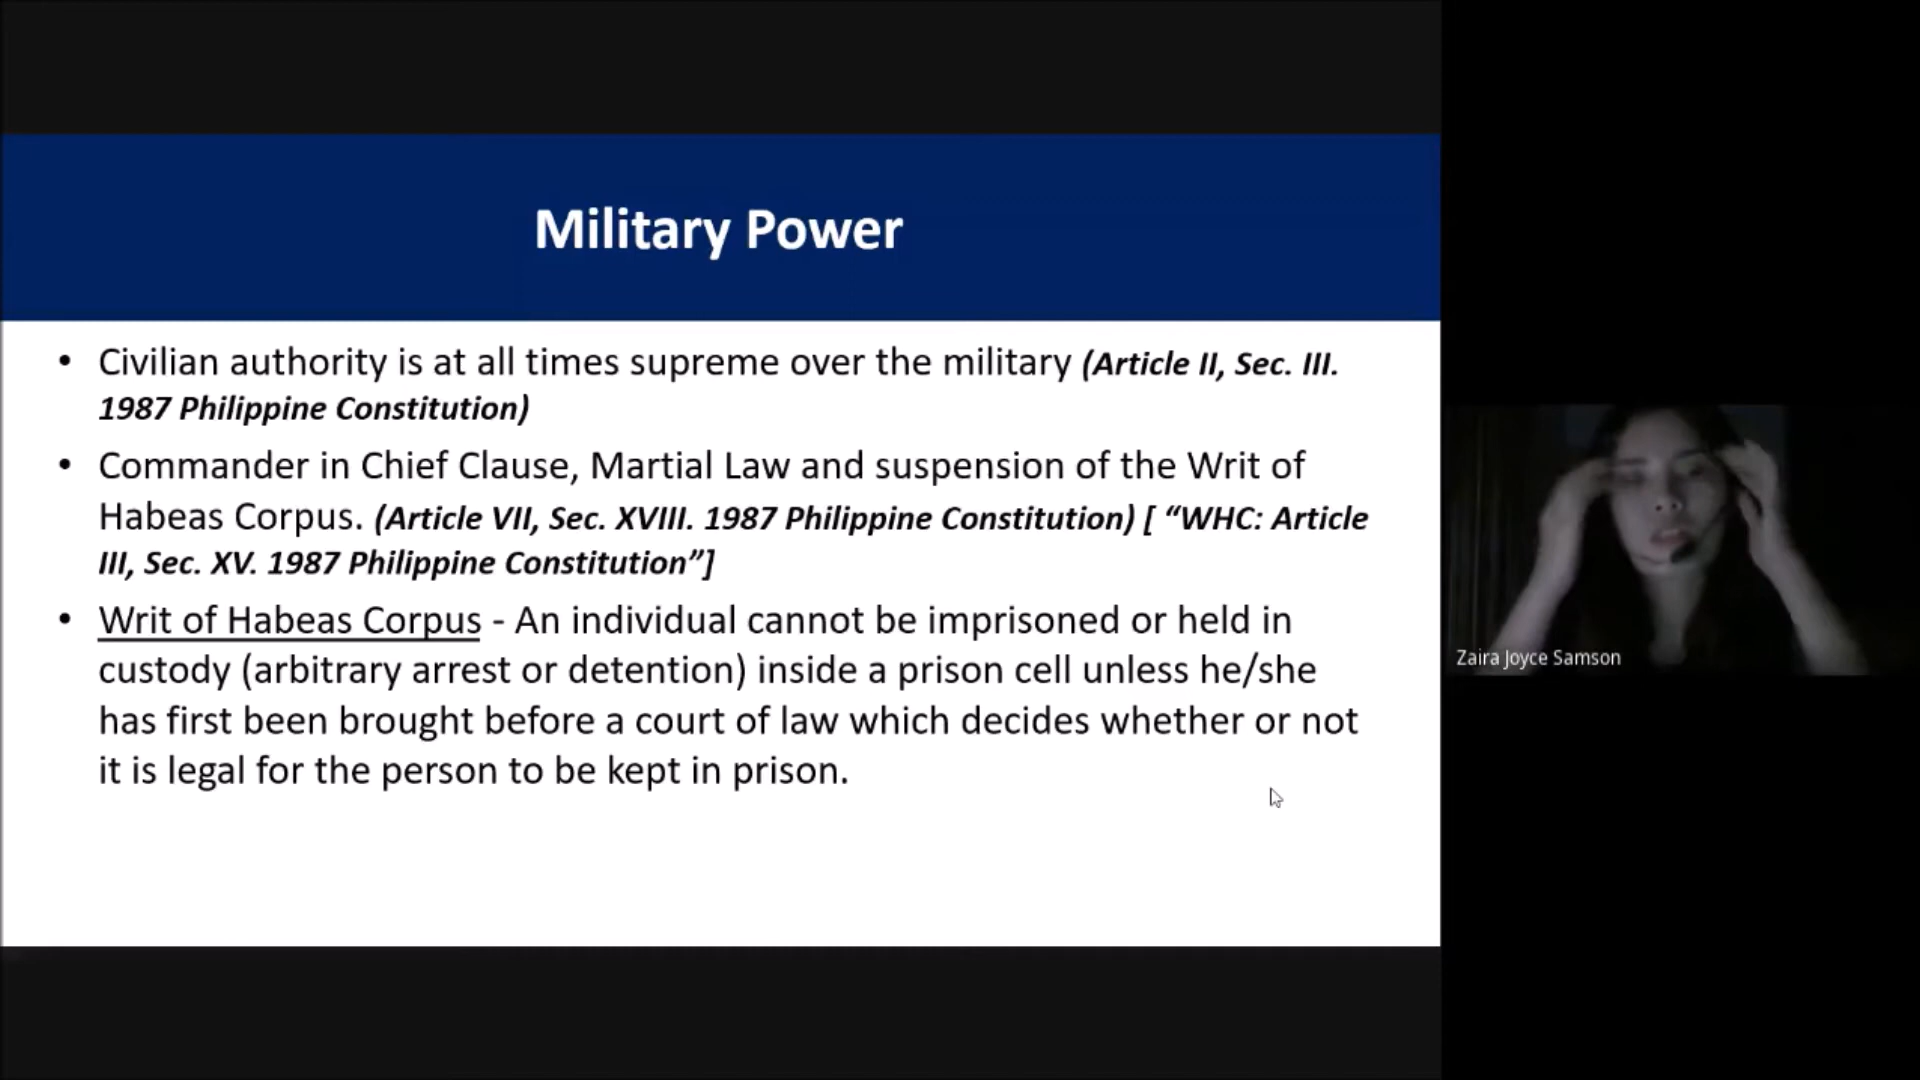 Military Power
• Civilian authority is at all times supreme over the military (Article II, Sec. III.
1987 Philippine Constitution)
• Commander in Chief Clause, Martial Law and suspension of the Writ of
Habeas Corpus. (Article VII, Sec. XVIII. 1987 Philippine Constitution) [ “WHC: Article
III, Sec. XV. 1987 Philippine Constitution”]
• Writ of Habeas Corpus - An individual cannot be imprisoned or held in
custody (arbitrary arrest or detention) inside a prison cell unless he/she
has first been brought before a court of law which decides whether or not
it is legal for the person to be kept in prison.
Zaira Joyce Samson